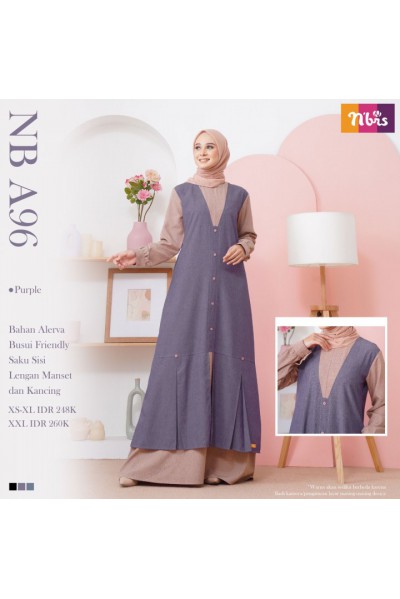 n'brs
NB A96
•Purple
Bahan Alerva
Busui Friendly
Saku Sisi
Lengan Manset
dan Kancing
XS-XL IDR 248K
XXL IDR 260K